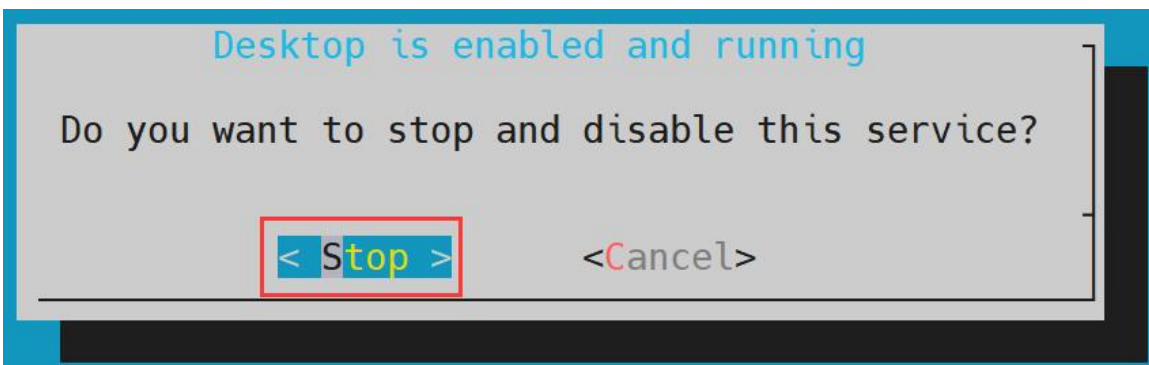 Desktop is enabled and running
Do you want to stop and disable this service?
< Stop > <Cancel>